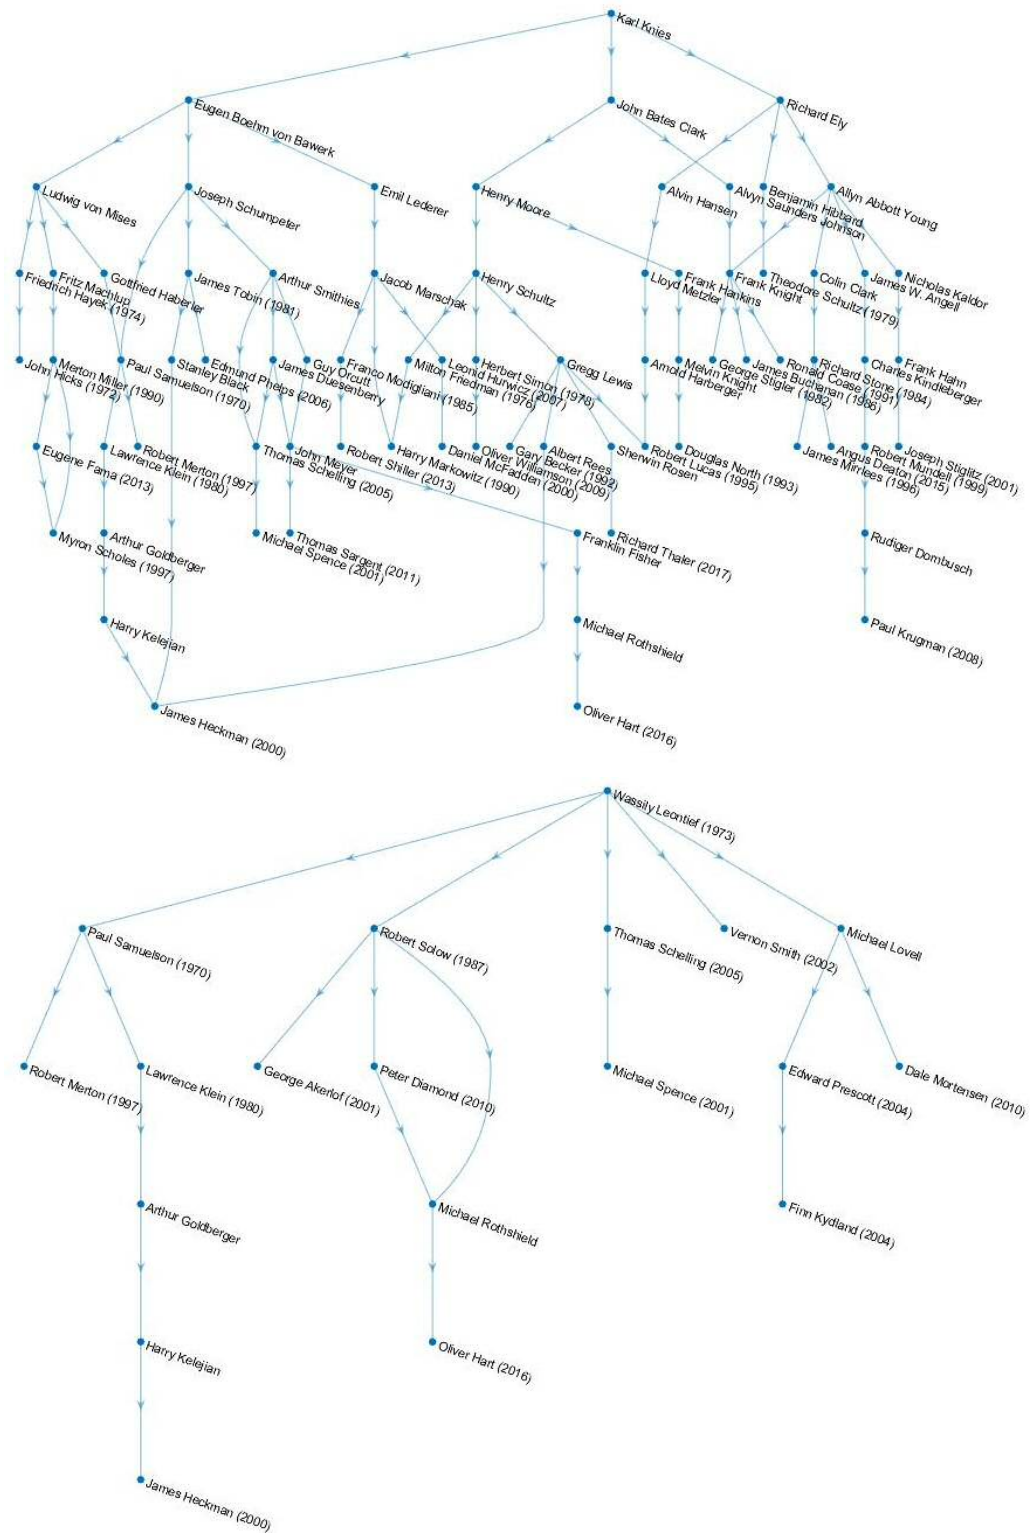 Karl Knies
Eugen Boehm von Bawerk
John Bates Clark
Richard Ely
Ludwig von Mises
Joseph Schumpeter
Emil Lederer
Henry Moore
Alvin Hansen
Alvyn Saunders Johnson
Benjamin Hibbard
Allyn Abbott Young
Friedrich Hayek (1974)
Fritz Machlup
Gottfried Haberler
James Tobin (1981)
Arthur Smithies
Jacob Marschak
Henry Schultz
Lloyd Metzler
Frank Hankins
Frank Knight
Theodore Schultz (1979)
Colin Clark
James W. Angell
Nicholas Kaldor
John Hicks (1972)
Merton Miller (1990)
Paul Samuelson (1970)
Stanley Black
Edmund Phelps (2006)
James Duesenberry
Guy Orcutt
Franco Modigliani (1985)
Milton Friedman (1976)
Leonid Hurwicz (2007)
Herbert Simon (1978)
Gregg Lewis
Arnold Harberger
Melvin Knight
George Stigler (1982)
James Buchanan (1986)
Ronald Coase (1991)
Richard Stone (1984)
Charles Kindleberger
Frank Hahn
Eugene Fama (2013)
Lawrence Klein (1980)
Robert Merton (1997)
Thomas Schelling (2005)
John Meyer
Robert Shiller (2013)
Harry Markowitz (1990)
Daniel McFadden (2000)
Oliver Williamson (2009)
Gary Becker (1992)
Albert Rees
Sherwin Rosen
Robert Lucas (1995)
Douglas North (1993)
James Mirrlees (1996)
Angus Deaton (2015)
Robert Mundell (1999)
Joseph Stiglitz (2001)
Myron Scholes (1997)
Arthur Goldberger
Michael Spence (2001)
Thomas Sargent (2011)
Franklin Fisher
Richard Thaler (2017)
Rudiger Dornbusch
Harry Kelejian
Michael Rothshield
Paul Krugman (2008)
James Heckman (2000)
Oliver Hart (2016)
Wassily Leontief (1973)
Paul Samuelson (1970)
Robert Solow (1987)
Thomas Schelling (2005)
Vernon Smith (2002)
Michael Lovell
Robert Merton (1997)
Lawrence Klein (1980)
George Akerlof (2001)
Peter Diamond (2010)
Michael Spence (2001)
Edward Prescott (2004)
Dale Mortensen (2010)
Arthur Goldberger
Michael Rothshield
Finn Kydland (2004)
Harry Kelejian
Oliver Hart (2016)
James Heckman (2000)